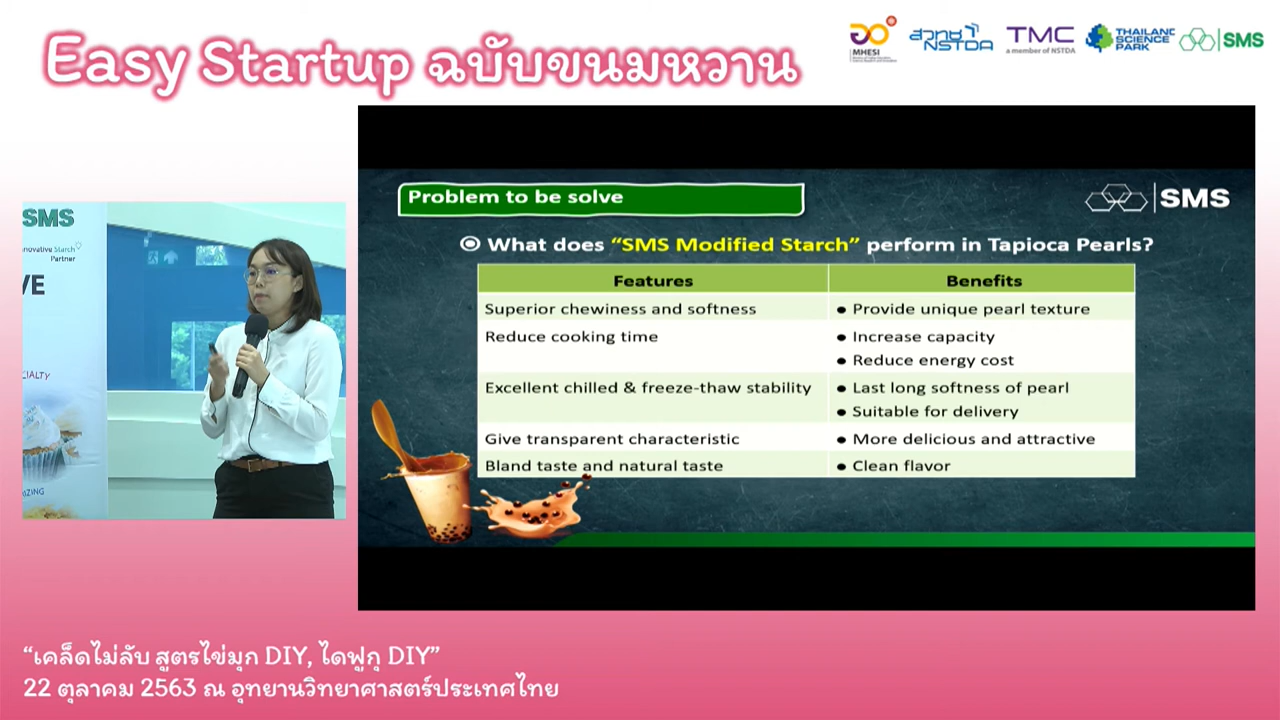 Easy Startup ฉบับขนมหวาน
MHESI
สวทช
NSTDA
TMC
a member of NSTDA
THAILAND
SCIENCE
PARK
SMS
Problem to be solve
SMS
What does “SMS Modified Starch” perform in Tapioca Pearls?
Features Benefits
Superior chewiness and softness ● Provide unique pearl texture
Reduce cooking time ● Increase capacity
● Reduce energy cost
Excellent chilled & freeze-thaw stability ● Last long softness of pearl
● Suitable for delivery
Give transparent characteristic ● More delicious and attractive
Bland taste and natural taste ● Clean flavor
SMS
nnovative Starch
Partner
VE
CIALTY
ZING
“เคล็ดไม่ลับ สูตรไข่มุก DIY, ไดฟูกุ DIY”
22 ตุลาคม 2563 ณ อุทยานวิทยาศาสตร์ประเทศไทย